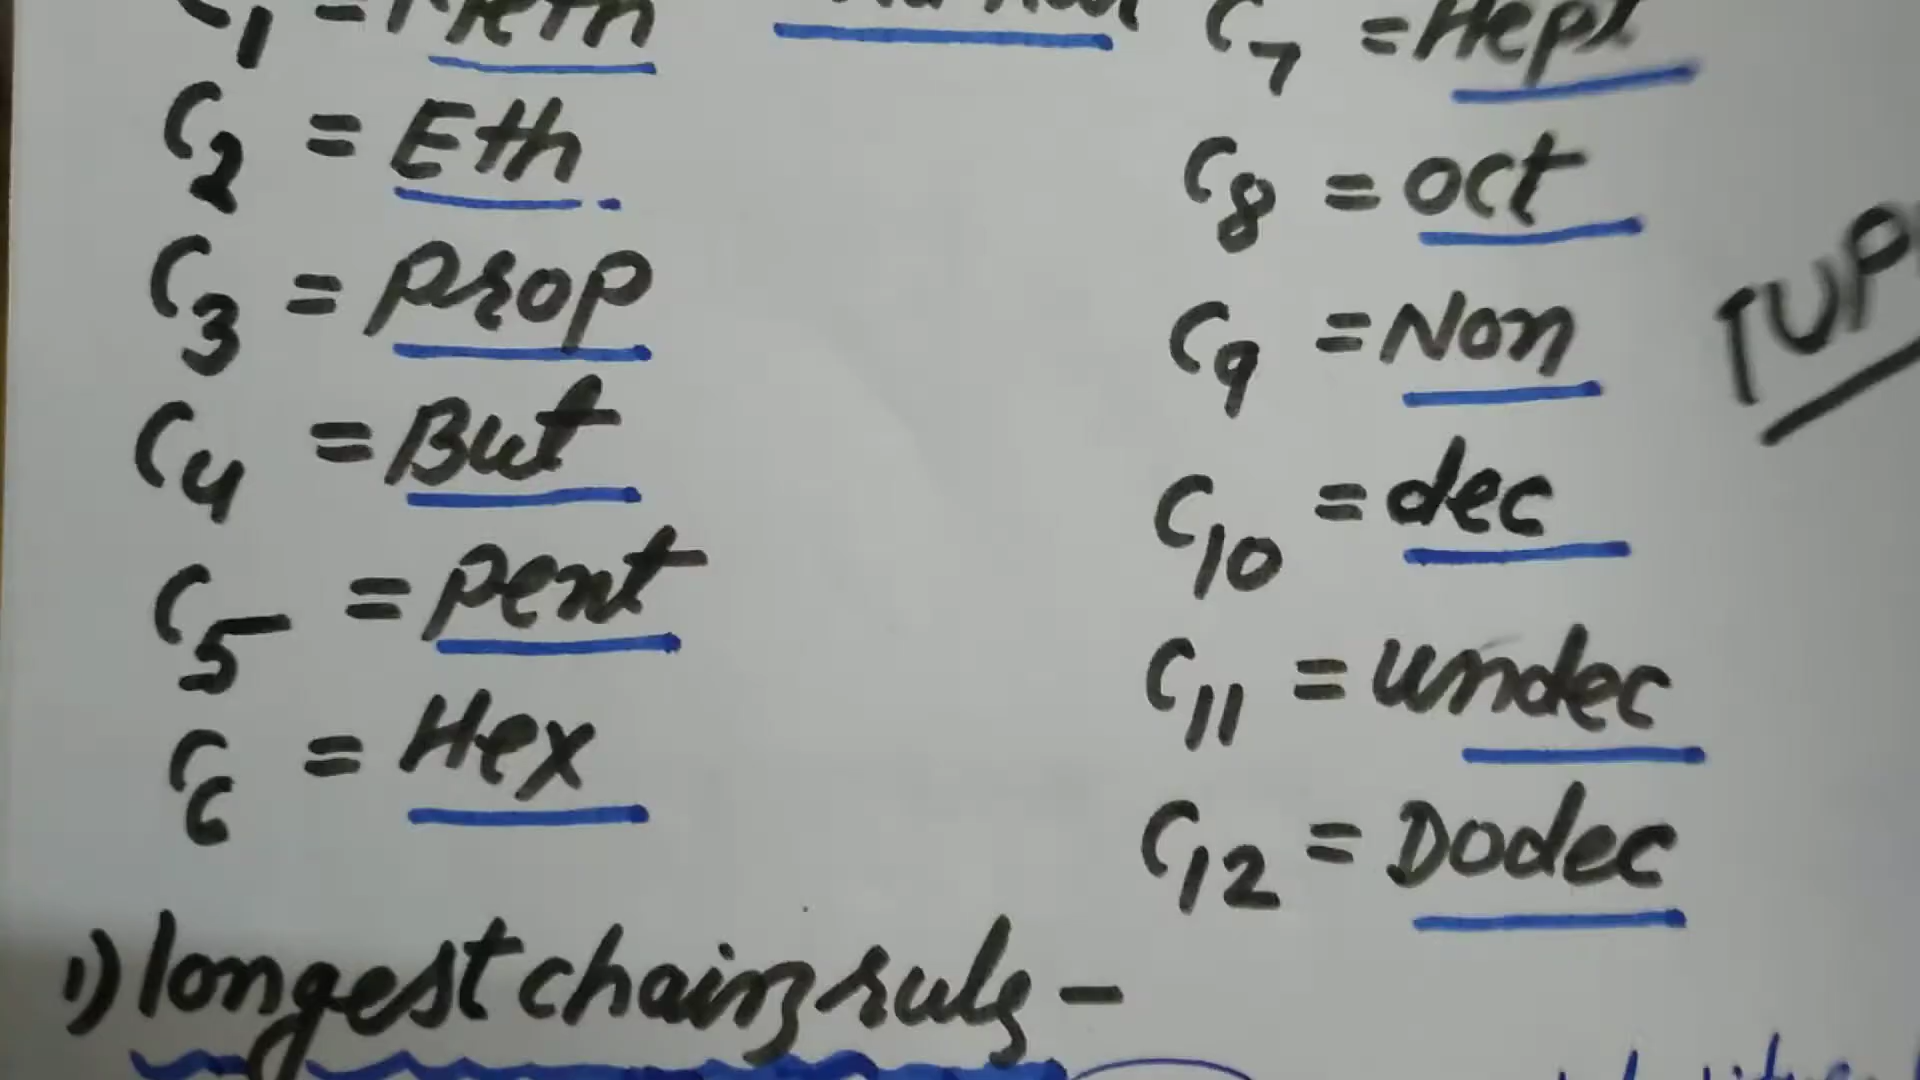 C1 = Meth
C2 = Eth
C3 = prop
C4 = But
C5 = pent
C6 = Hex
C7 = Hept
C8 = oct
C9 = Non
C10 = dec
C11 = undec
C12 = Dodec
IUP
1) longest chain rule -